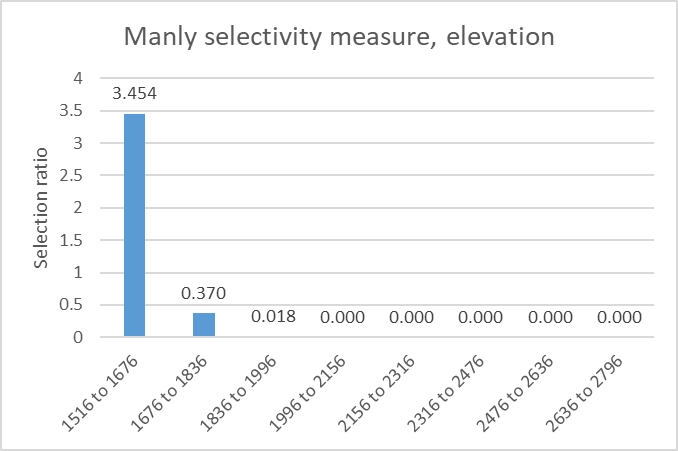 Manly selectivity measure, elevation
4
3.5
3
2.5
2
1.5
1
0.5
0
Selection ratio
3.454
0.370
0.018
0.000
0.000
0.000
0.000
0.000
1516 to 1676
1676 to 1836
1836 to 1996
1996 to 2156
2156 to 2316
2316 to 2476
2476 to 2636
2636 to 2796